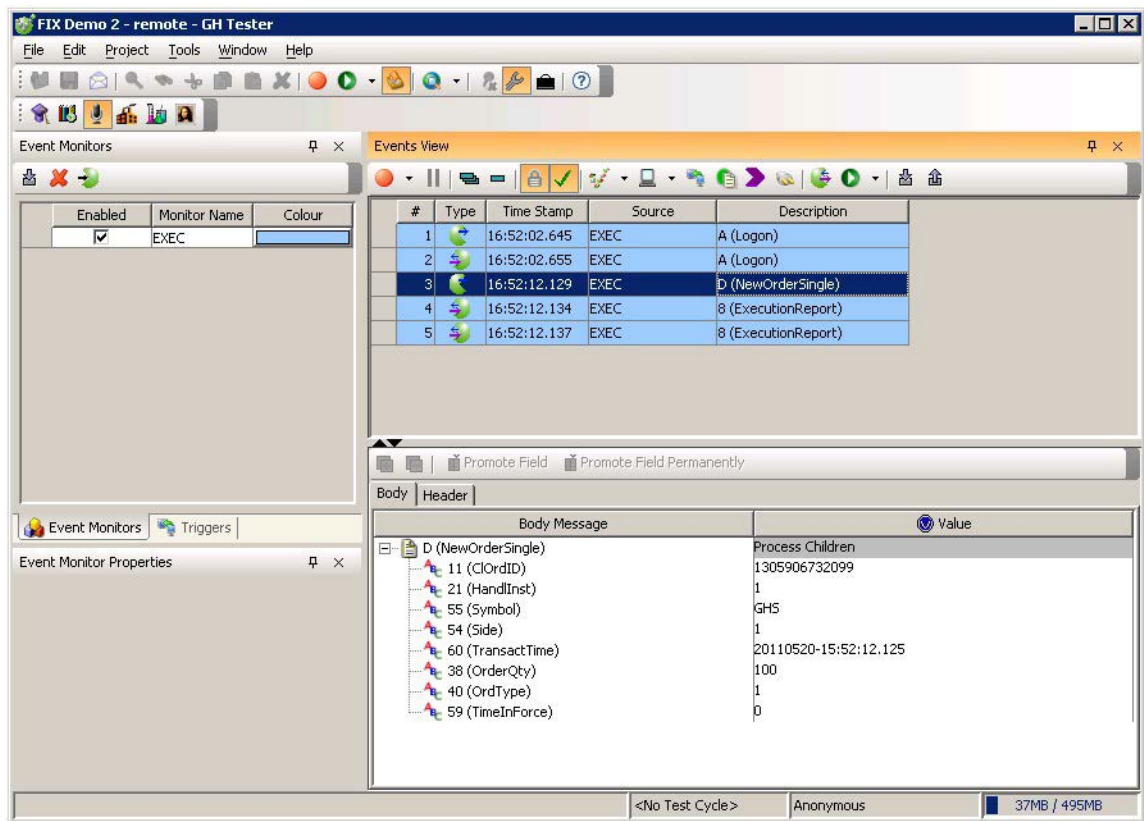 FIX Demo 2 - remote - GH Tester
File Edit Project Tools Window Help
Event Monitors
Enabled Monitor Name Colour
EXEC
Event Monitors Triggers
Event Monitor Properties
Events View
# Type Time Stamp Source Description
1 16:52:02.645 EXEC A (Logon)
2 16:52:02.655 EXEC A (Logon)
3 16:52:12.129 EXEC D (NewOrderSingle)
4 16:52:12.134 EXEC 8 (ExecutionReport)
5 16:52:12.137 EXEC 8 (ExecutionReport)
Promote Field Promote Field Permanently
Body Header
Body Message Value
D (NewOrderSingle) Process Children
11 (ClOrdID) 1305906732099
21 (HandlInst) 1
55 (Symbol) GHS
54 (Side) 1
60 (TransactTime) 20110520-15:52:12.125
38 (OrderQty) 100
40 (OrdType) 1
59 (TimeInForce) 0
<No Test Cycle> Anonymous 37MB / 495MB